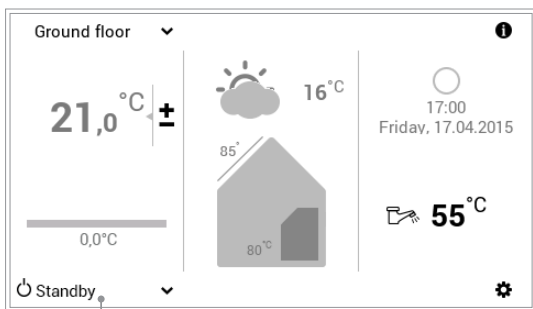 Ground floor
21,0°C ±
0,0°C
Standby
16°C
85°
80°C
17:00
Friday, 17.04.2015
55°C